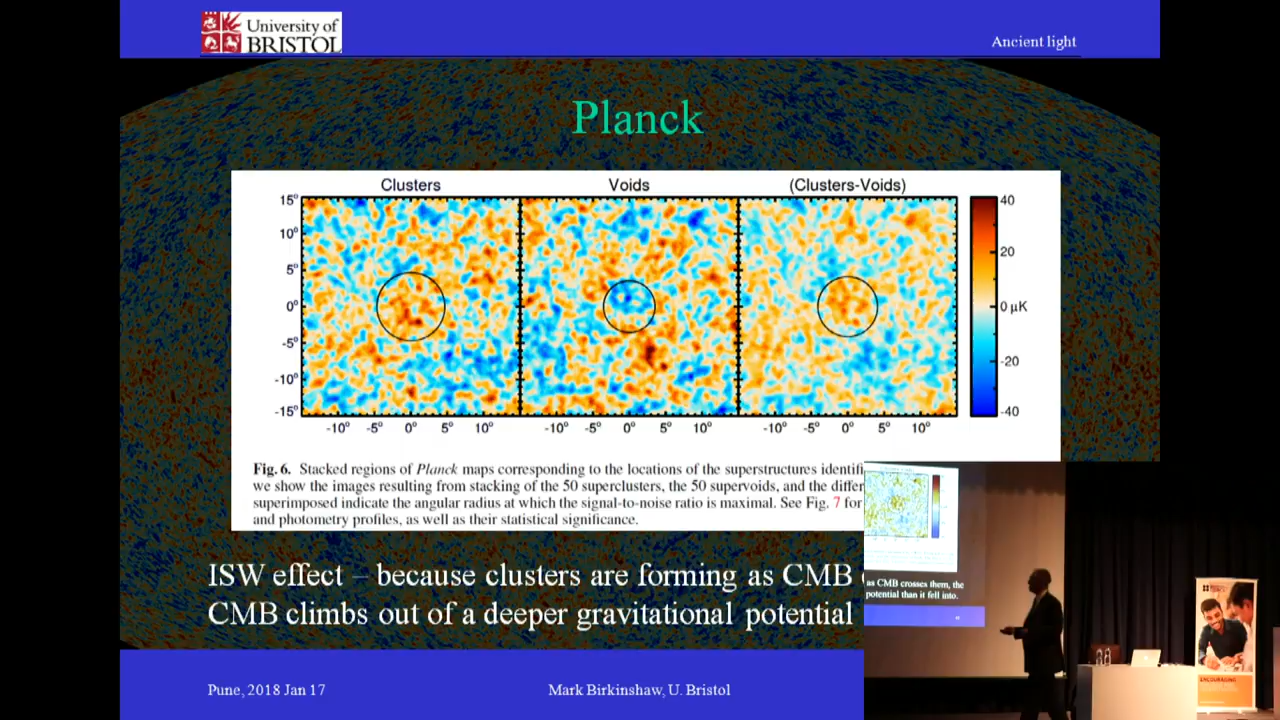 University of
BRISTOL
Ancient light
Planck
Clusters Voids (Clusters-Voids)
15° 10° 5° 0° -5° -10° -15°
-10° -5° 0° 5° 10° -10° -5° 0° 5° 10° -10° -5° 0° 5° 10°
40
20
0 μK
-20
-40
Fig. 6. Stacked regions of Planck maps corresponding to the locations of the superstructures identifi
we show the images resulting from stacking of the 50 superclusters, the 50 supervoids, and the differ
superimposed indicate the angular radius at which the signal-to-noise ratio is maximal. See Fig. 7 for
and photometry profiles, as well as their statistical significance.
ISW effect – because clusters are forming as CMB
CMB climbs out of a deeper gravitational potential
as CMB crosses them, the
potential than it fell into.
ENCOURAGING
Pune, 2018 Jan 17
Mark Birkinshaw, U. Bristol